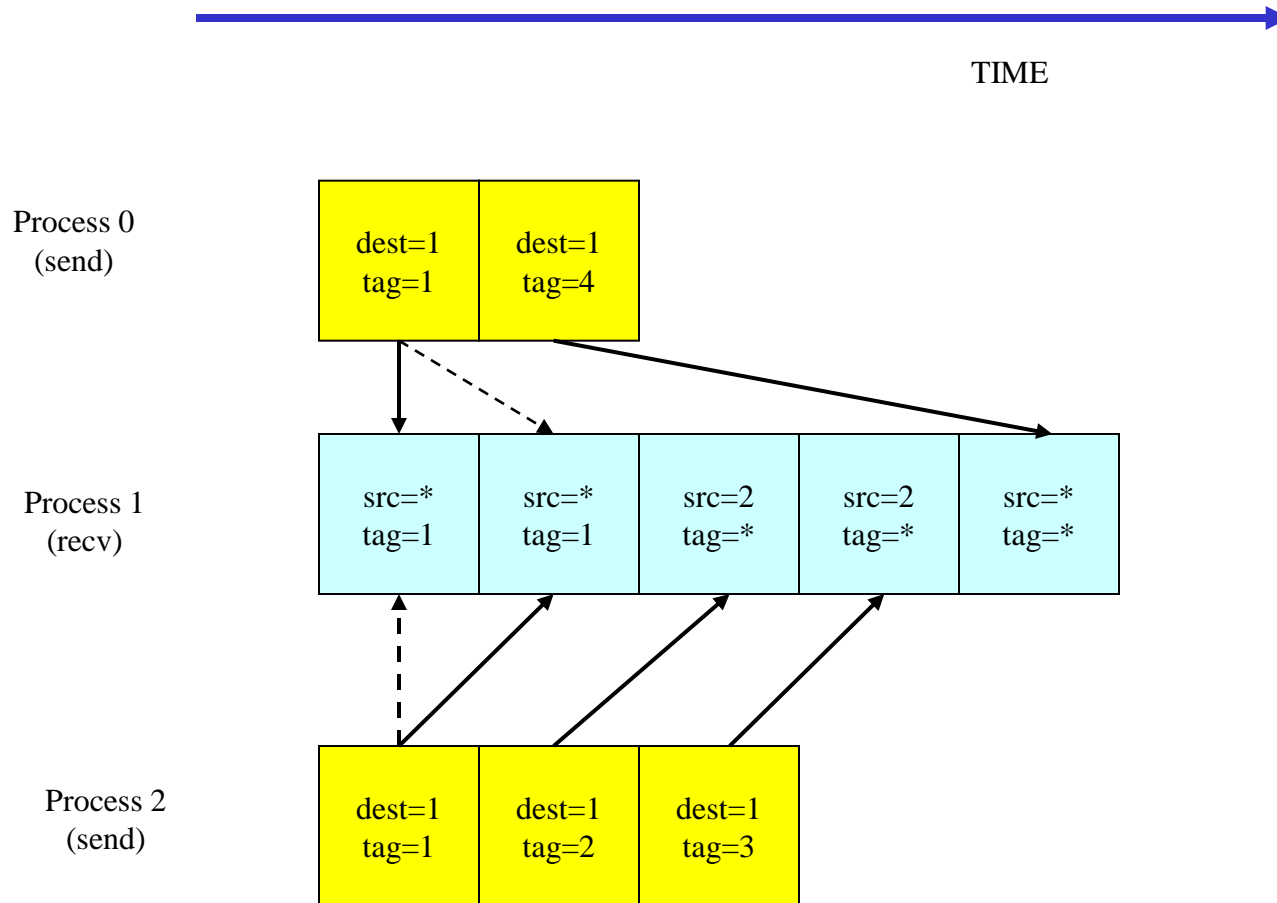 TIME
Process 0
(send)
dest=1
tag=1
dest=1
tag=4
Process 1
(recv)
src=*
tag=1
src=*
tag=1
src=2
tag=*
src=2
tag=*
src=*
tag=*
Process 2
(send)
dest=1
tag=1
dest=1
tag=2
dest=1
tag=3